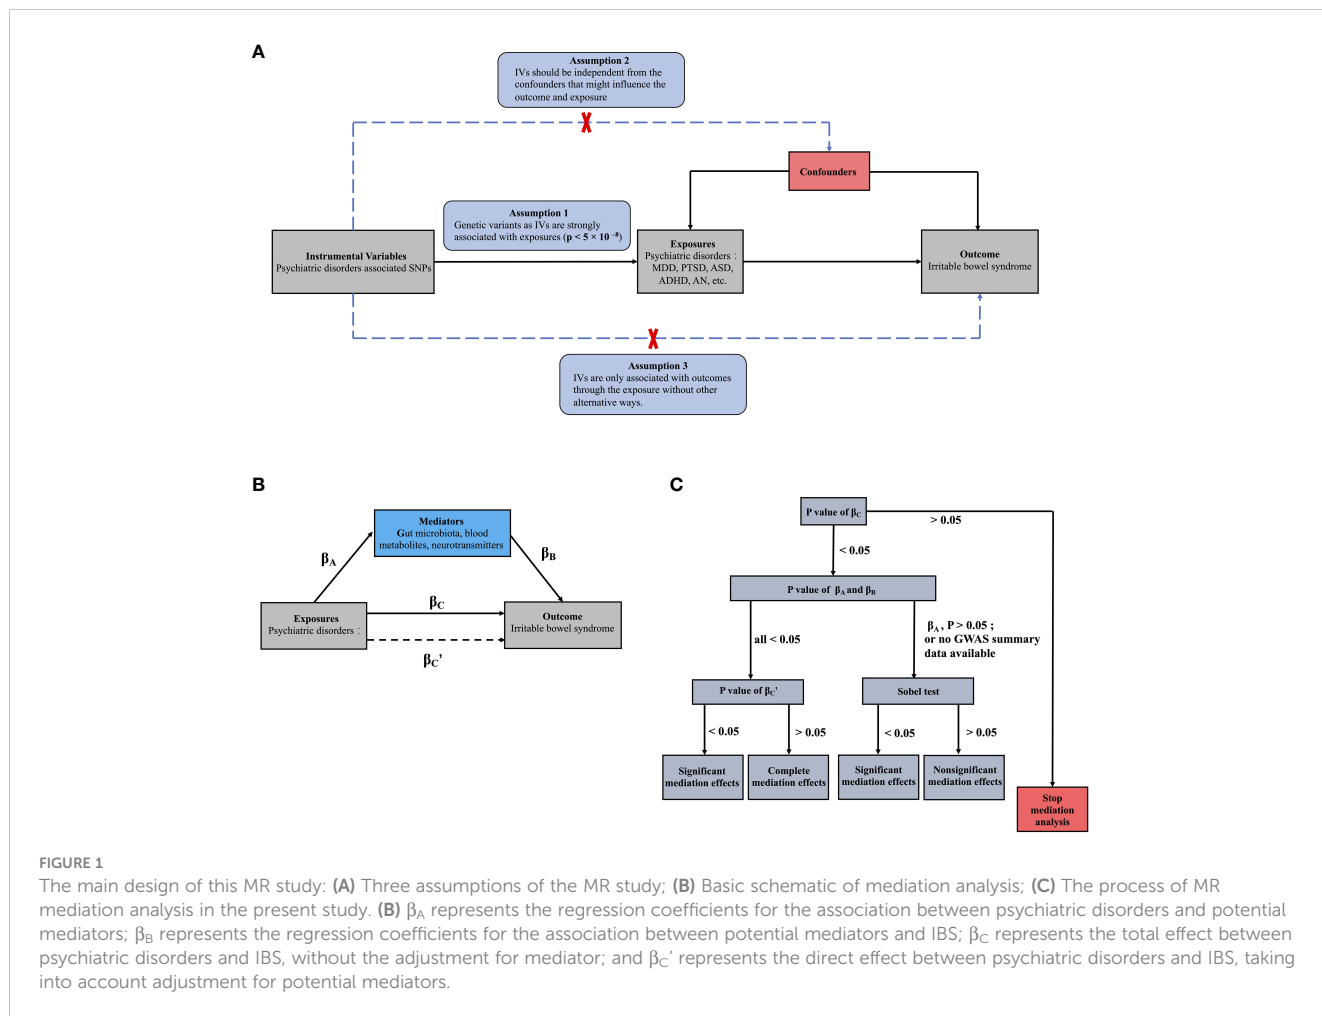 A
Assumption 2
IVs should be independent from the
confounders that might influence the
outcome and exposure
Confounders
Assumption 1
Genetic variants as IVs are strongly
associated with exposures (p < 5 × 10 ⁻⁸)
Instrumental Variables
Psychiatric disorders associated SNPs
Exposures
Psychiatric disorders :
MDD, PTSD, ASD,
ADHD, AN, etc.
Outcome
Irritable bowel syndrome
Assumption 3
IVs are only associated with outcomes
through the exposure without other
alternative ways.
B
Mediators
Gut microbiota, blood
metabolites, neurotransmitters
βA
βB
βC
Exposures
Psychiatric disorders :
Outcome
Irritable bowel syndrome
βC'
C
P value of βC
> 0.05
< 0.05
P value of βA and βB
all < 0.05
βA , P > 0.05 ;
or no GWAS summary
data available
P value of βC'
Sobel test
< 0.05
> 0.05
< 0.05
> 0.05
Significant
mediation effects
Complete
mediation effects
Significant
mediation effects
Nonsignificant
mediation effects
Stop
mediation
analysis
FIGURE 1
The main design of this MR study: (A) Three assumptions of the MR study; (B) Basic schematic of mediation analysis; (C) The process of MR
mediation analysis in the present study. (B) βA represents the regression coefficients for the association between psychiatric disorders and potential
mediators; βB represents the regression coefficients for the association between potential mediators and IBS; βC represents the total effect between
psychiatric disorders and IBS, without the adjustment for mediator; and βC' represents the direct effect between psychiatric disorders and IBS, taking
into account adjustment for potential mediators.